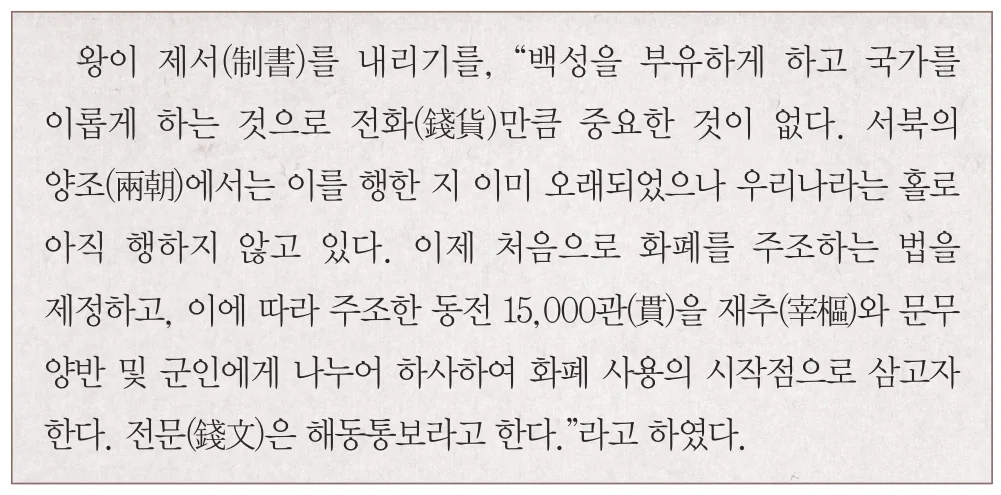 왕이 제서(制書)를 내리기를, “백성을 부유하게 하고 국가를
이롭게 하는 것으로 전화(錢貨)만큼 중요한 것이 없다. 서북의
양조(兩朝)에서는 이를 행한 지 이미 오래되었으나 우리나라는 홀로
아직 행하지 않고 있다. 이제 처음으로 화폐를 주조하는 법을
제정하고, 이에 따라 주조한 동전 15,000관(貫)을 재추(宰樞)와 문무
양반 및 군인에게 나누어 하사하여 화폐 사용의 시작점으로 삼고자
한다. 전문(錢文)은 해동통보라고 한다.”라고 하였다.